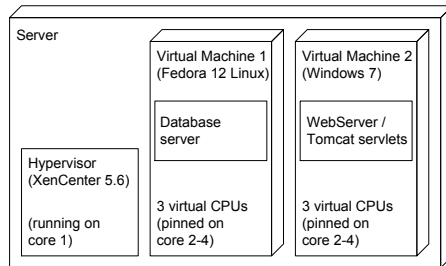 Server
Virtual Machine 1
(Fedora 12 Linux)
Database
server
3 virtual CPUs
(pinned on
core 2-4)
Virtual Machine 2
(Windows 7)
WebServer /
Tomcat servlets
3 virtual CPUs
(pinned on
core 2-4)
Hypervisor
(XenCenter 5.6)
(running on
core 1)